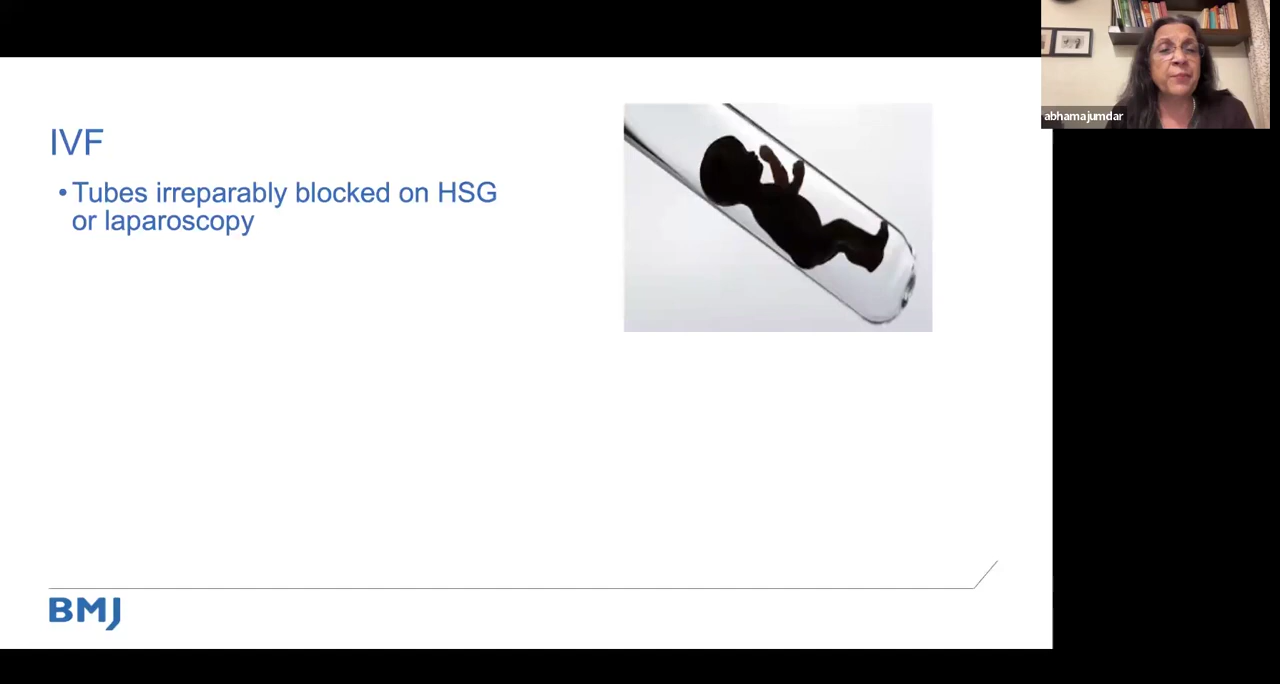 IVF
• Tubes irreparably blocked on HSG
or laparoscopy
abhamajumdar
BMJ